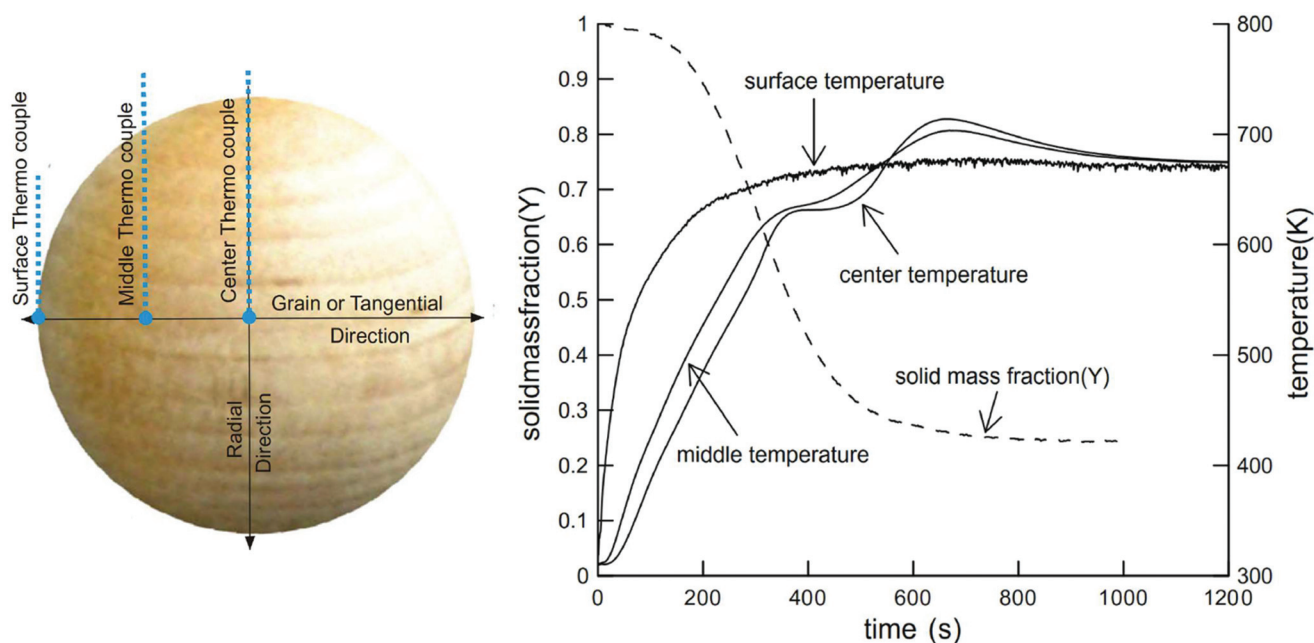 Surface Thermo couple
Middle Thermo couple
Center Thermo couple
Grain or Tangential
Direction
Radial
Direction
solidmassfraction(Y)
1
0.9
0.8
0.7
0.6
0.5
0.4
0.3
0.2
0.1
0
surface temperature
center temperature
solid mass fraction(Y)
middle temperature
800
700
600
500
400
300
temperature(K)
0
200
400
600
800
1000
1200
time (s)